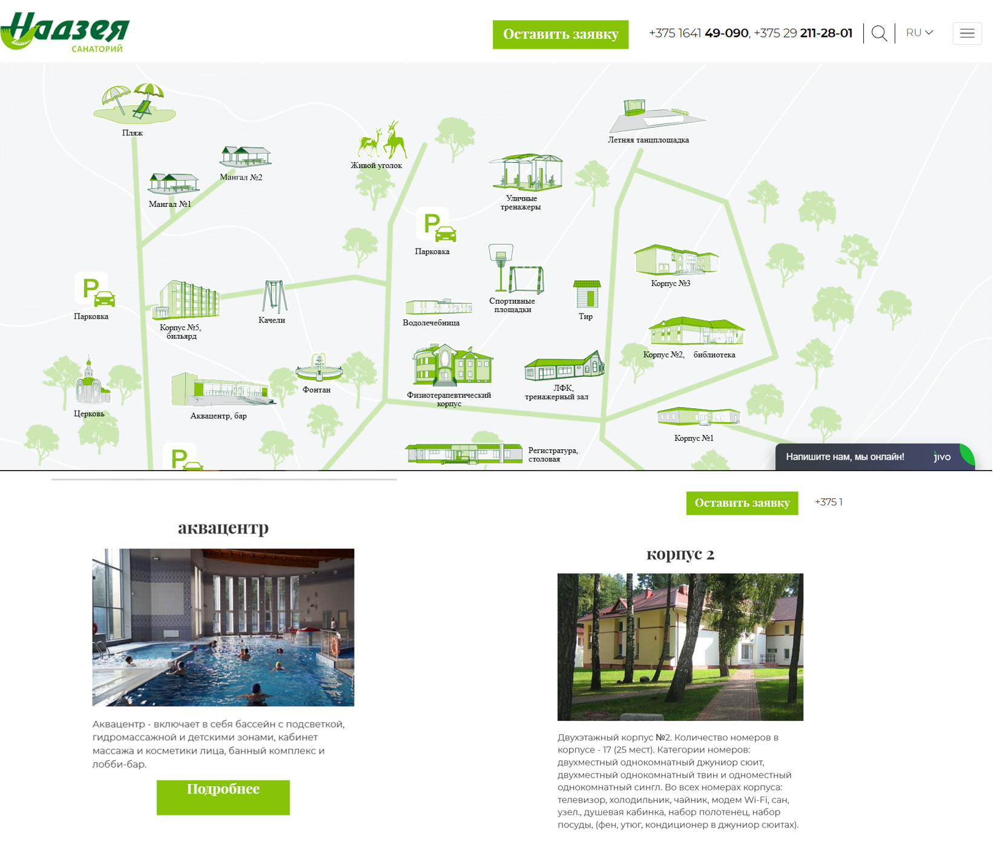 Надзея
САНАТОРИЙ
Оставить заявку
+375 1641 49-090, +375 29 211-28-01
RU
Пляж
Летняя танцплощадка
Живой уголок
Мангал №2
Уличные
тренажеры
Мангал №1
P
Парковка
P
Парковка
Корпус №3
Спортивные
площадки
Тир
Качели
Водолечебница
Корпус №5,
бильярд
Корпус №2, библиотека
Фонтан
Физиотерапевтический
корпус
ЛФК,
тренажерный зал
Церковь
Аквацентр, бар
Корпус №1
P
Регистратура,
столовая
Напишите нам, мы онлайн!
jivo
Оставить заявку
+375 1
аквацентр
Аквацентр - включает в себя бассейн с подсветкой,
гидромассажной и детскими зонами, кабинет
массажа и косметики лица, банный комплекс и
лобби-бар.
Подробнее
корпус 2
Двухэтажный корпус №2. Количество номеров в
корпусе - 17 (25 мест). Категории номеров:
двухместный однокомнатный джуниор сюит,
двухместный однокомнатный твин и одноместный
однокомнатный сингл. Во всех номерах корпуса:
телевизор, холодильник, чайник, модем Wi-Fi, сан,
узел., душевая кабинка, набор полотенец, набор
посуды, (фен, утюг, кондиционер в джуниор сюитах).